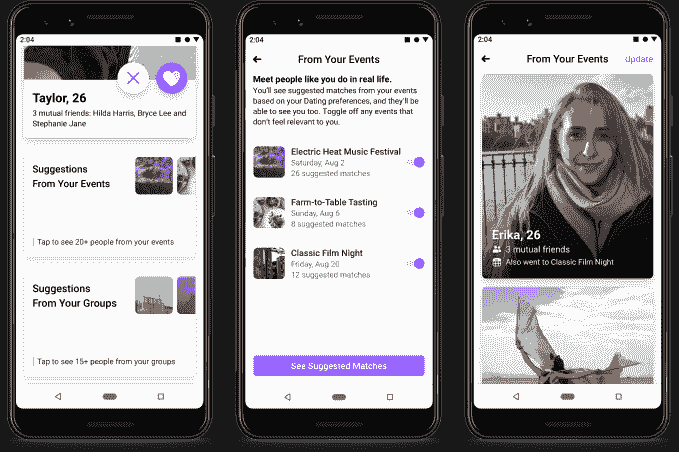 2:04
Taylor, 26
3 mutual friends: Hilda Harris, Bryce Lee and
Stephanie Jane
Suggestions
From Your Events
Tap to see 20+ people from your events
Suggestions
From Your Groups
Tap to see 15+ people from your groups
2:04
From Your Events
Meet people like you do in real life.
You'll see suggested matches from your events
based on your Dating preferences, and they'll be
able to see you too. Toggle off any events that
don't feel relevant to you.
Electric Heat Music Festival
Saturday, Aug 2
26 suggested matches
Farm-to-Table Tasting
Sunday, Aug 6
8 suggested matches
Classic Film Night
Friday, Aug 20
12 suggested matches
See Suggested Matches
2:04
From Your Events
Update
Erika, 26
3 mutual friends
Also went to Classic Film Night